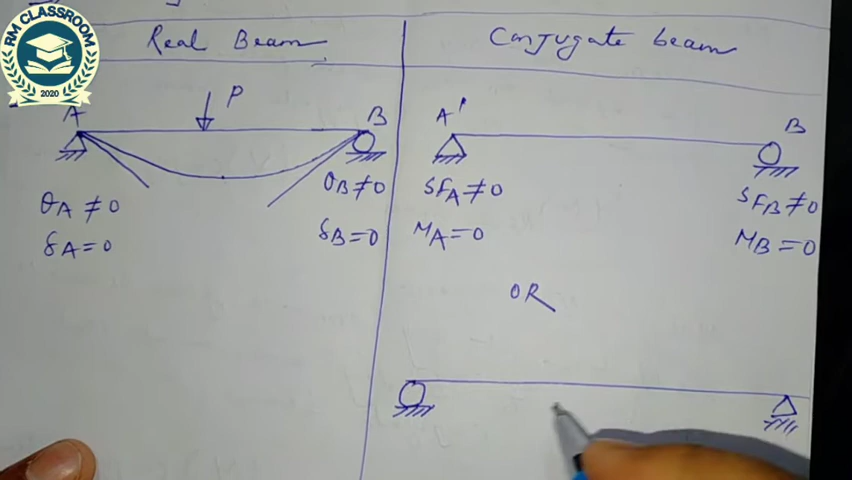 RM CLASSROOM
2020
Real Beam
Conjugate beam
P
A
B
A'
B
θA ≠ 0
θB ≠ 0
SFA ≠ 0
SFB ≠ 0
δA = 0
δB = 0
MA = 0
MB = 0
OR